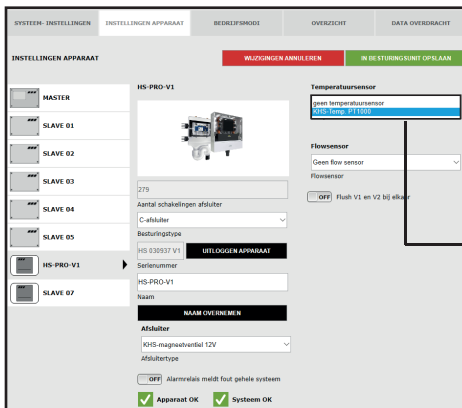 SYSTEEM- INSTELLINGEN
INSTELLINGEN APPARAAT
BEDRIJFSMODI
OVERZICHT
DATA OVERDRACHT
INSTELLINGEN APPARAAT
WIJZIGINGEN ANNULEREN
IN BESTURINGSUNIT OPSLAAN
MASTER
SLAVE 01
SLAVE 02
SLAVE 03
SLAVE 04
SLAVE 05
HS-PRO-V1
SLAVE 07
HS-PRO-V1
279
Aantal schakelingen afsluiter
C-afsluiter
Besturingstype
HS 030937 V1
UITLOGGEN APPARAAT
Serienummer
HS-PRO-V1
Naam
NAAM OVERNEMEN
Afsluiter
KHS-magneetventiel 12V
Afsluitertype
OFF Alarmrelais meldt fout gehele systeem
Apparaat OK
Systeem OK
Temperatuursensor
geen temperatuursensor
KHS-Temp. PT1000
Flowsensor
Geen flow sensor
Flowsensor
OFF Flush V1 en V2 bij elkaar